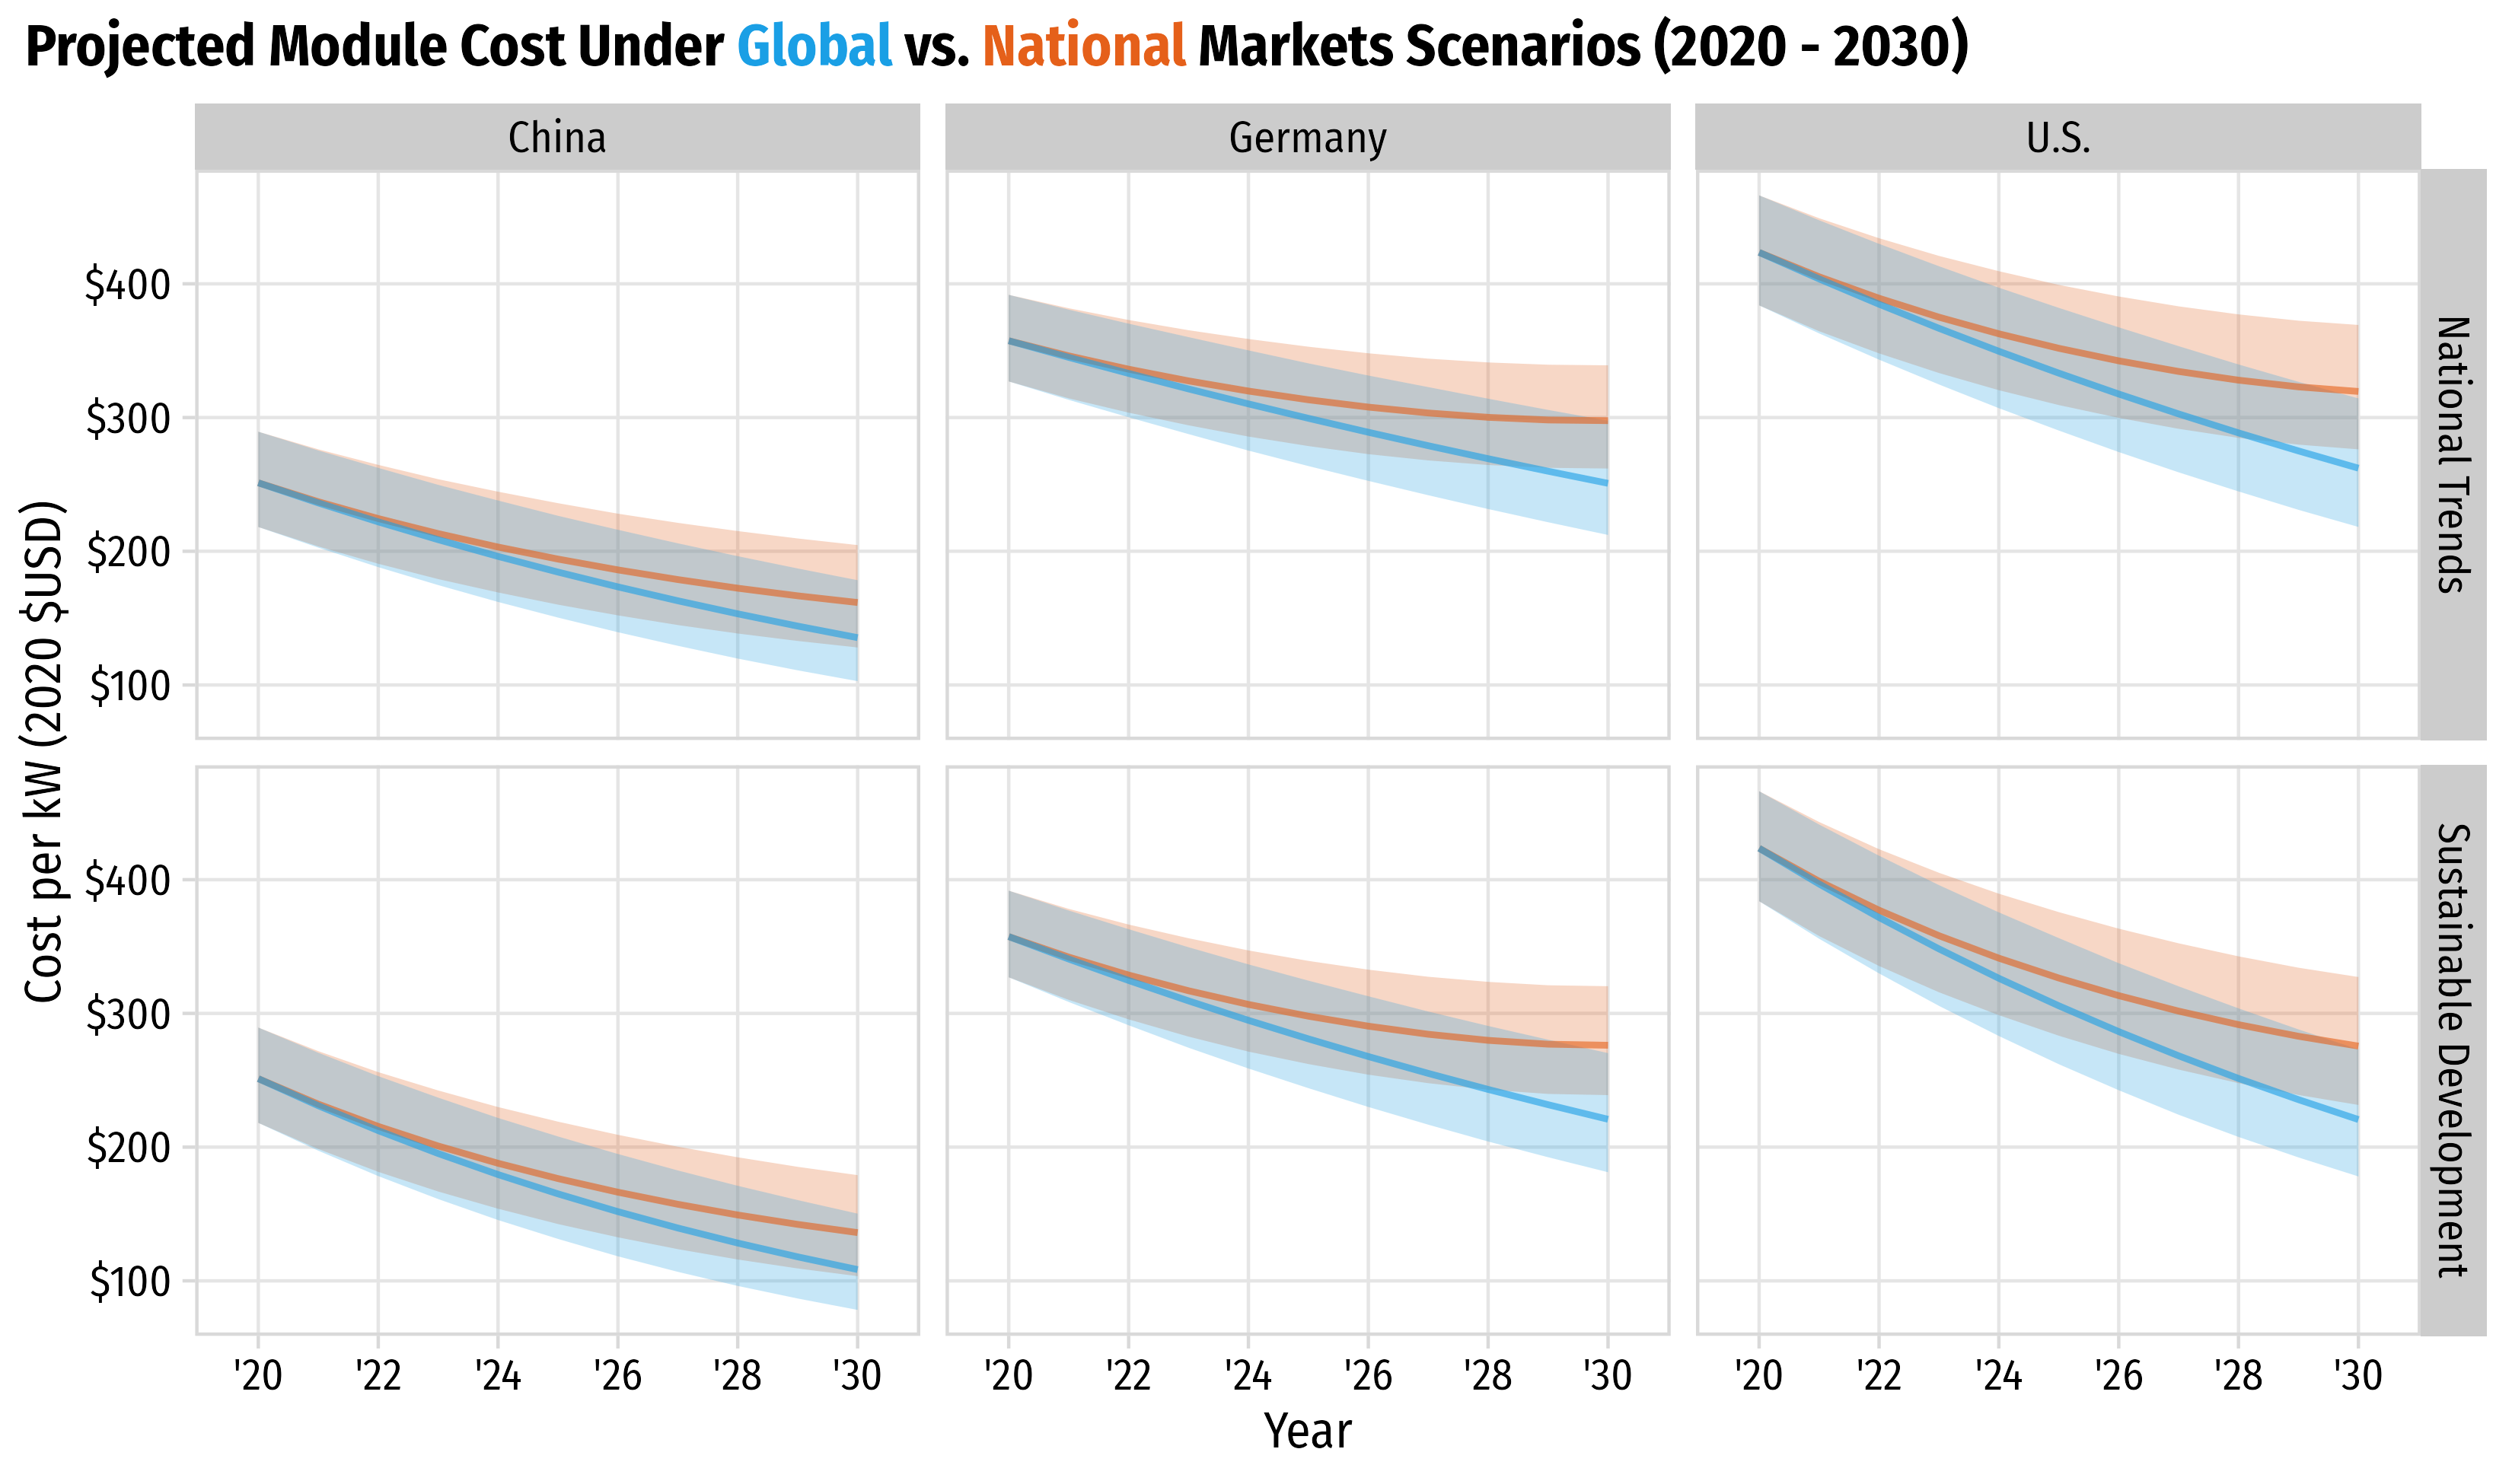 Projected Module Cost Under Global vs. National Markets Scenarios (2020 - 2030)
China
Germany
U.S.
Cost per kW (2020 $USD)
$400
$300
$200
$100
National Trends
$400
$300
$200
$100
Sustainable Development
'20 '22 '24 '26 '28 '30
'20 '22 '24 '26 '28 '30
'20 '22 '24 '26 '28 '30
Year